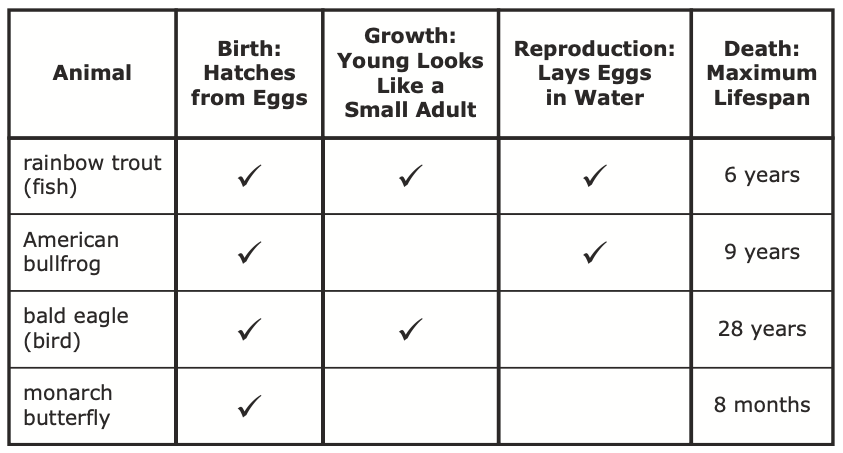 Animal
Birth:
Hatches
from Eggs
Growth:
Young Looks
Like a
Small Adult
Reproduction:
Lays Eggs
in Water
Death:
Maximum
Lifespan
rainbow trout
(fish)
✓
✓
✓
6 years
American
bullfrog
✓
✓
9 years
bald eagle
(bird)
✓
✓
28 years
monarch
butterfly
✓
8 months